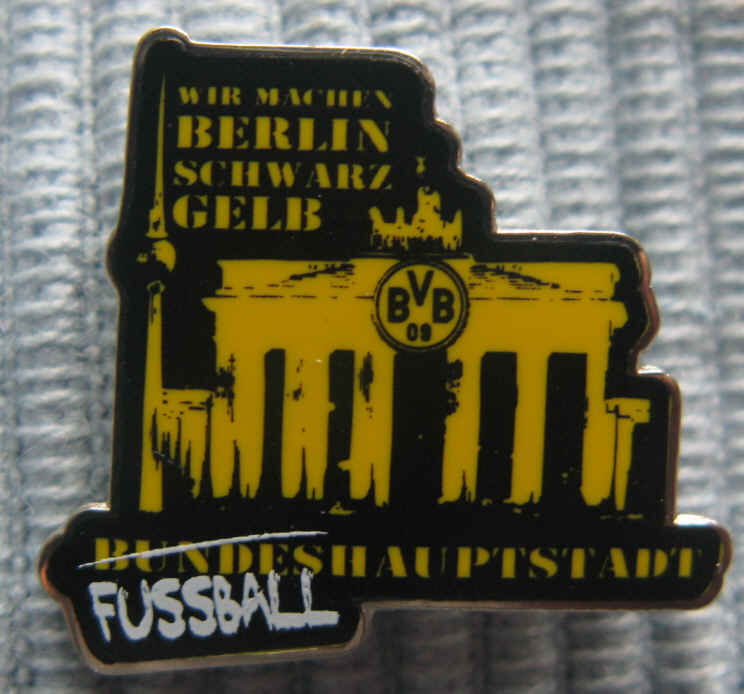 WIR MACHEN
BERLIN
SCHWARZ
GELB
BVB
09
BUNDESHAUPTSTADT
FUSSBALL